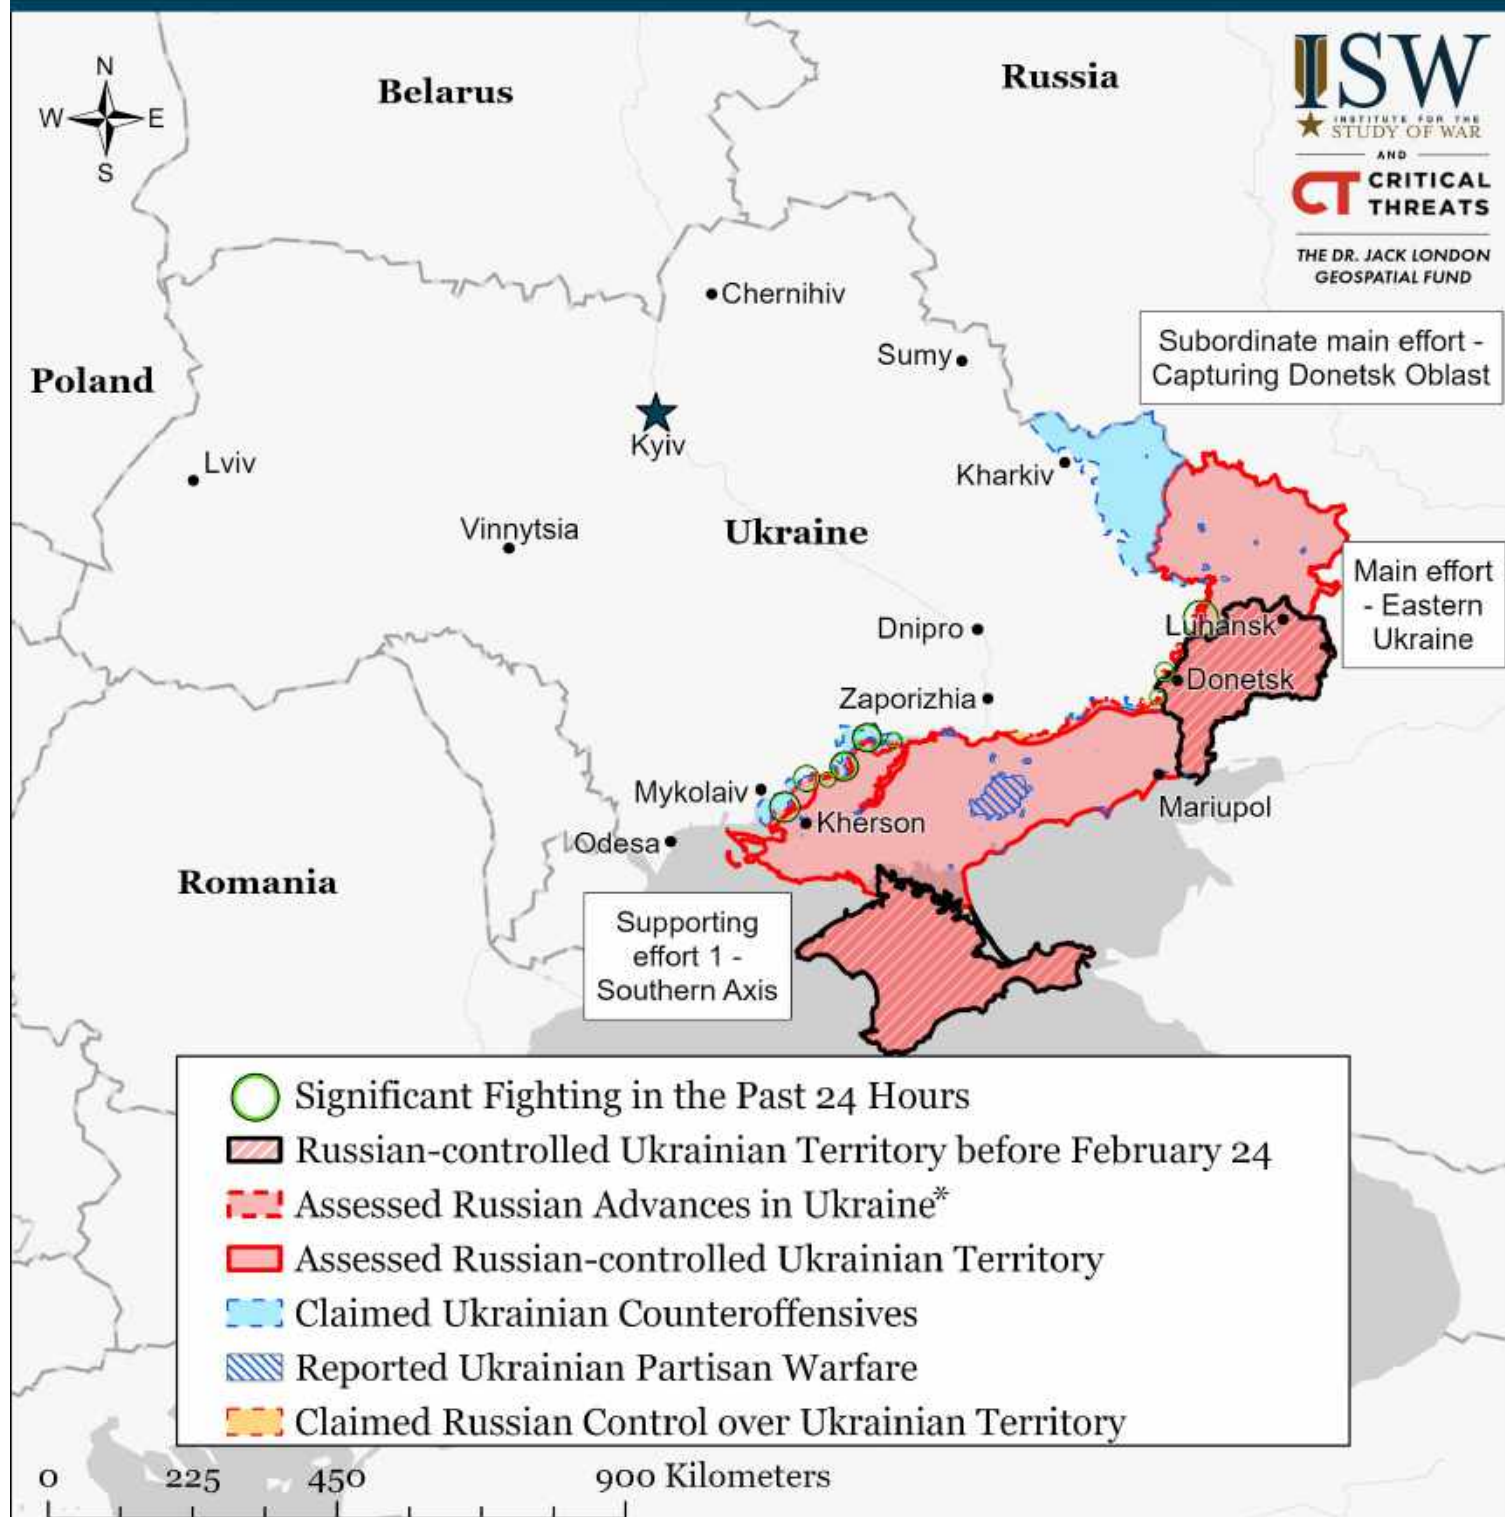 N
W E
S
Belarus
Russia
ISW
INSTITUTE FOR THE
STUDY OF WAR
AND
CT CRITICAL
THREATS
THE DR. JACK LONDON
GEOSPATIAL FUND
Chernihiv
Subordinate main effort -
Capturing Donetsk Oblast
Sumy
Poland
Kyiv
Lviv
Kharkiv
Vinnytsia
Ukraine
Main effort
- Eastern
Ukraine
Dnipro
Luhansk
Donetsk
Zaporizhia
Mykolaiv
Mariupol
Kherson
Odesa
Romania
Supporting
effort 1 -
Southern Axis
Significant Fighting in the Past 24 Hours
Russian-controlled Ukrainian Territory before February 24
Assessed Russian Advances in Ukraine*
Assessed Russian-controlled Ukrainian Territory
Claimed Ukrainian Counteroffensives
Reported Ukrainian Partisan Warfare
Claimed Russian Control over Ukrainian Territory
0 225 450 900 Kilometers